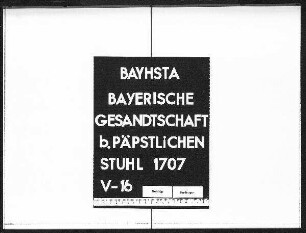 BAYHSTA
BAYERISCHE
GESANDTSCHAFT
b. PÄPSTLiCHEN
STUHL 1707
V-16